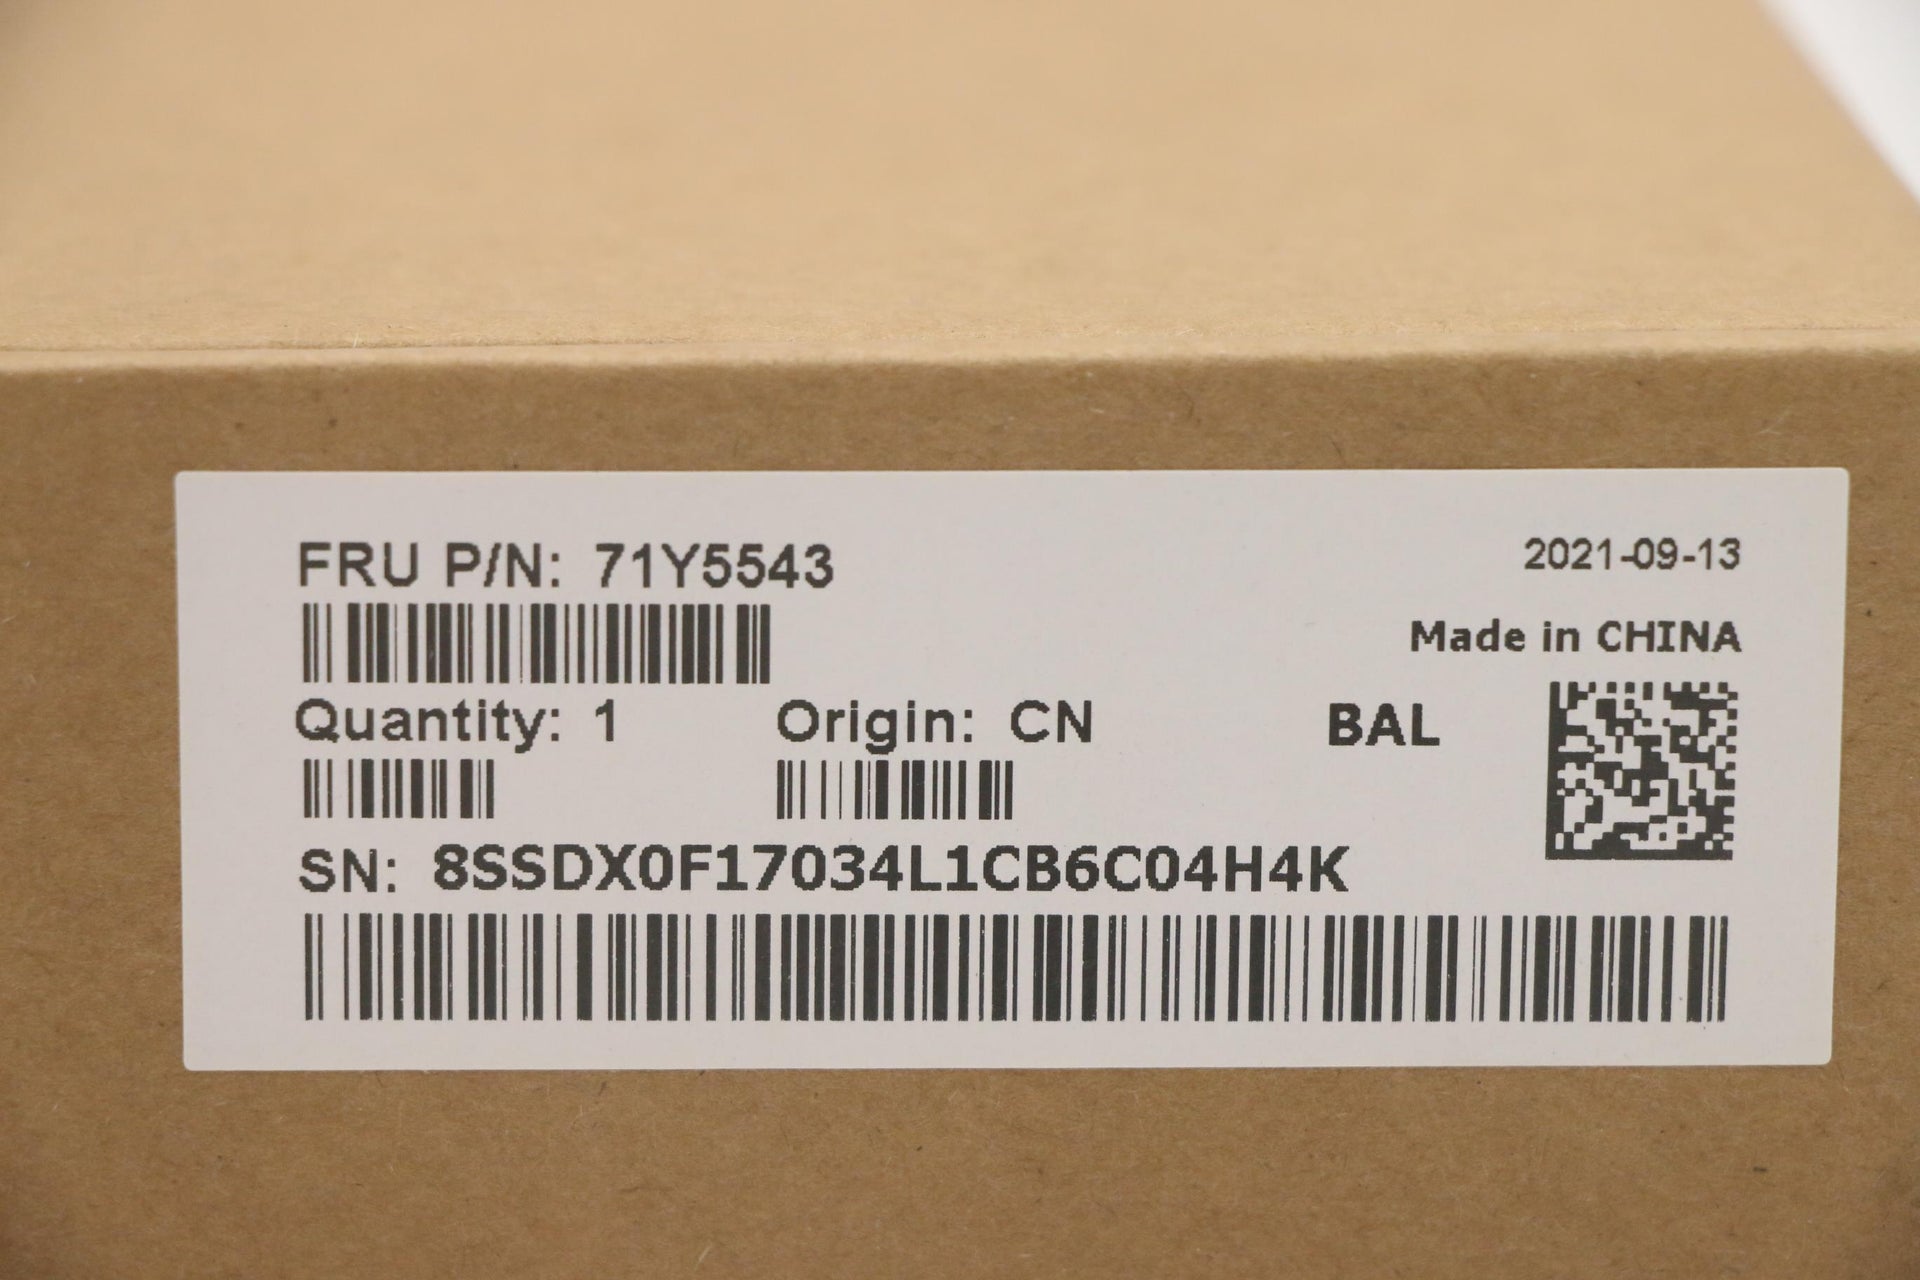 FRU P/N: 71Y5543
2021-09-13
Made in CHINA
Quantity: 1
Origin: CN
BAL
SN: 8SSDX0F17034L1CB6C04H4K